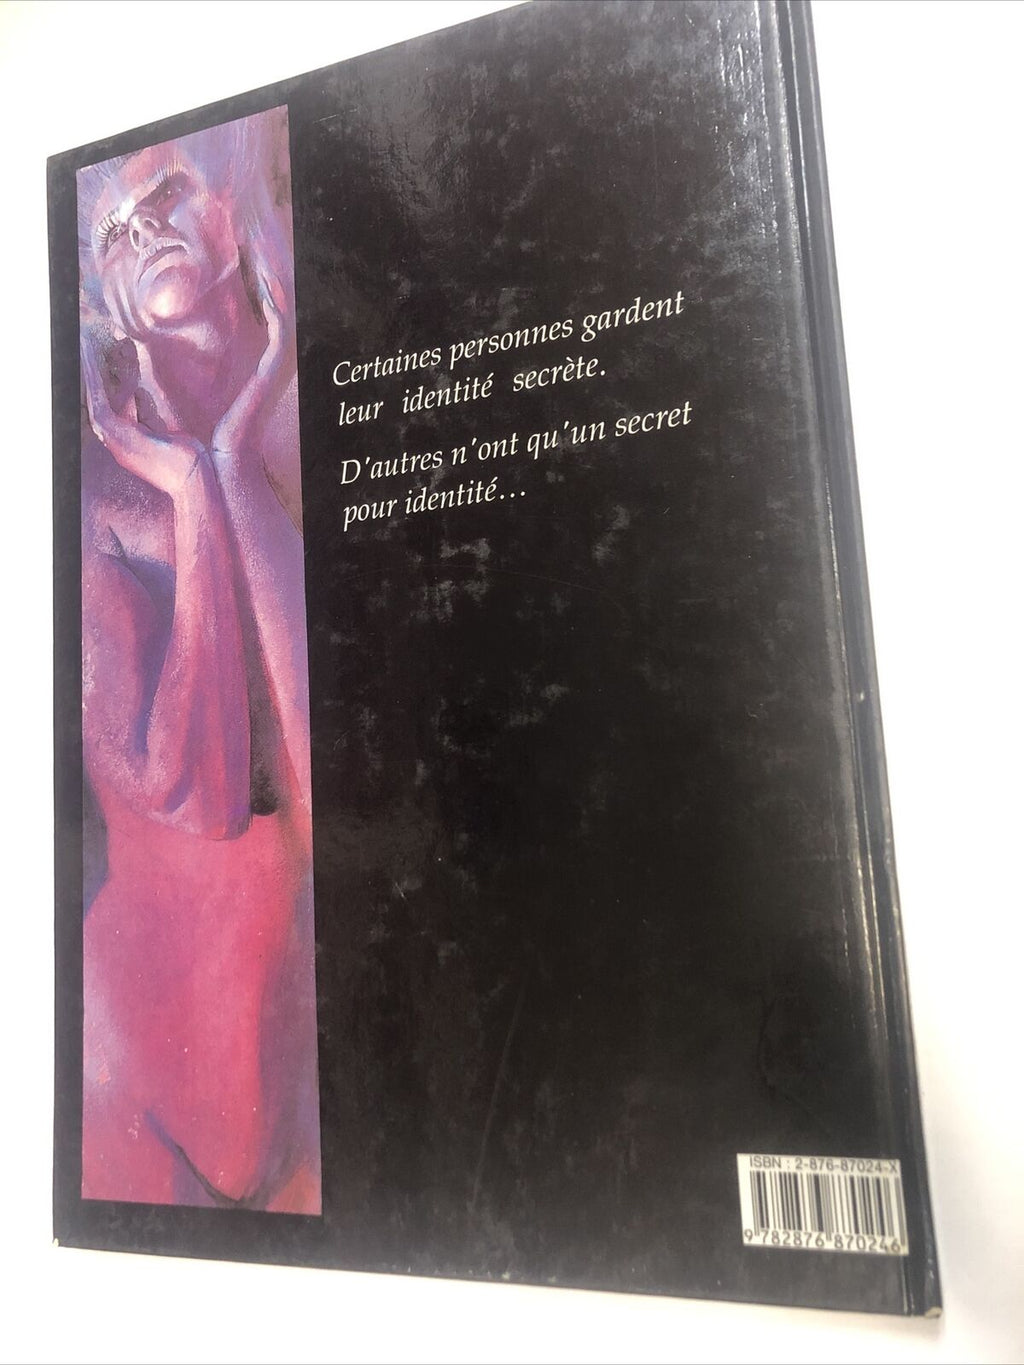 Certaines personnes gardent
leur identité secrète.
D'autres n'ont qu'un secret
pour identité...
ISBN : 2-876-87024-X
9 782876 870246